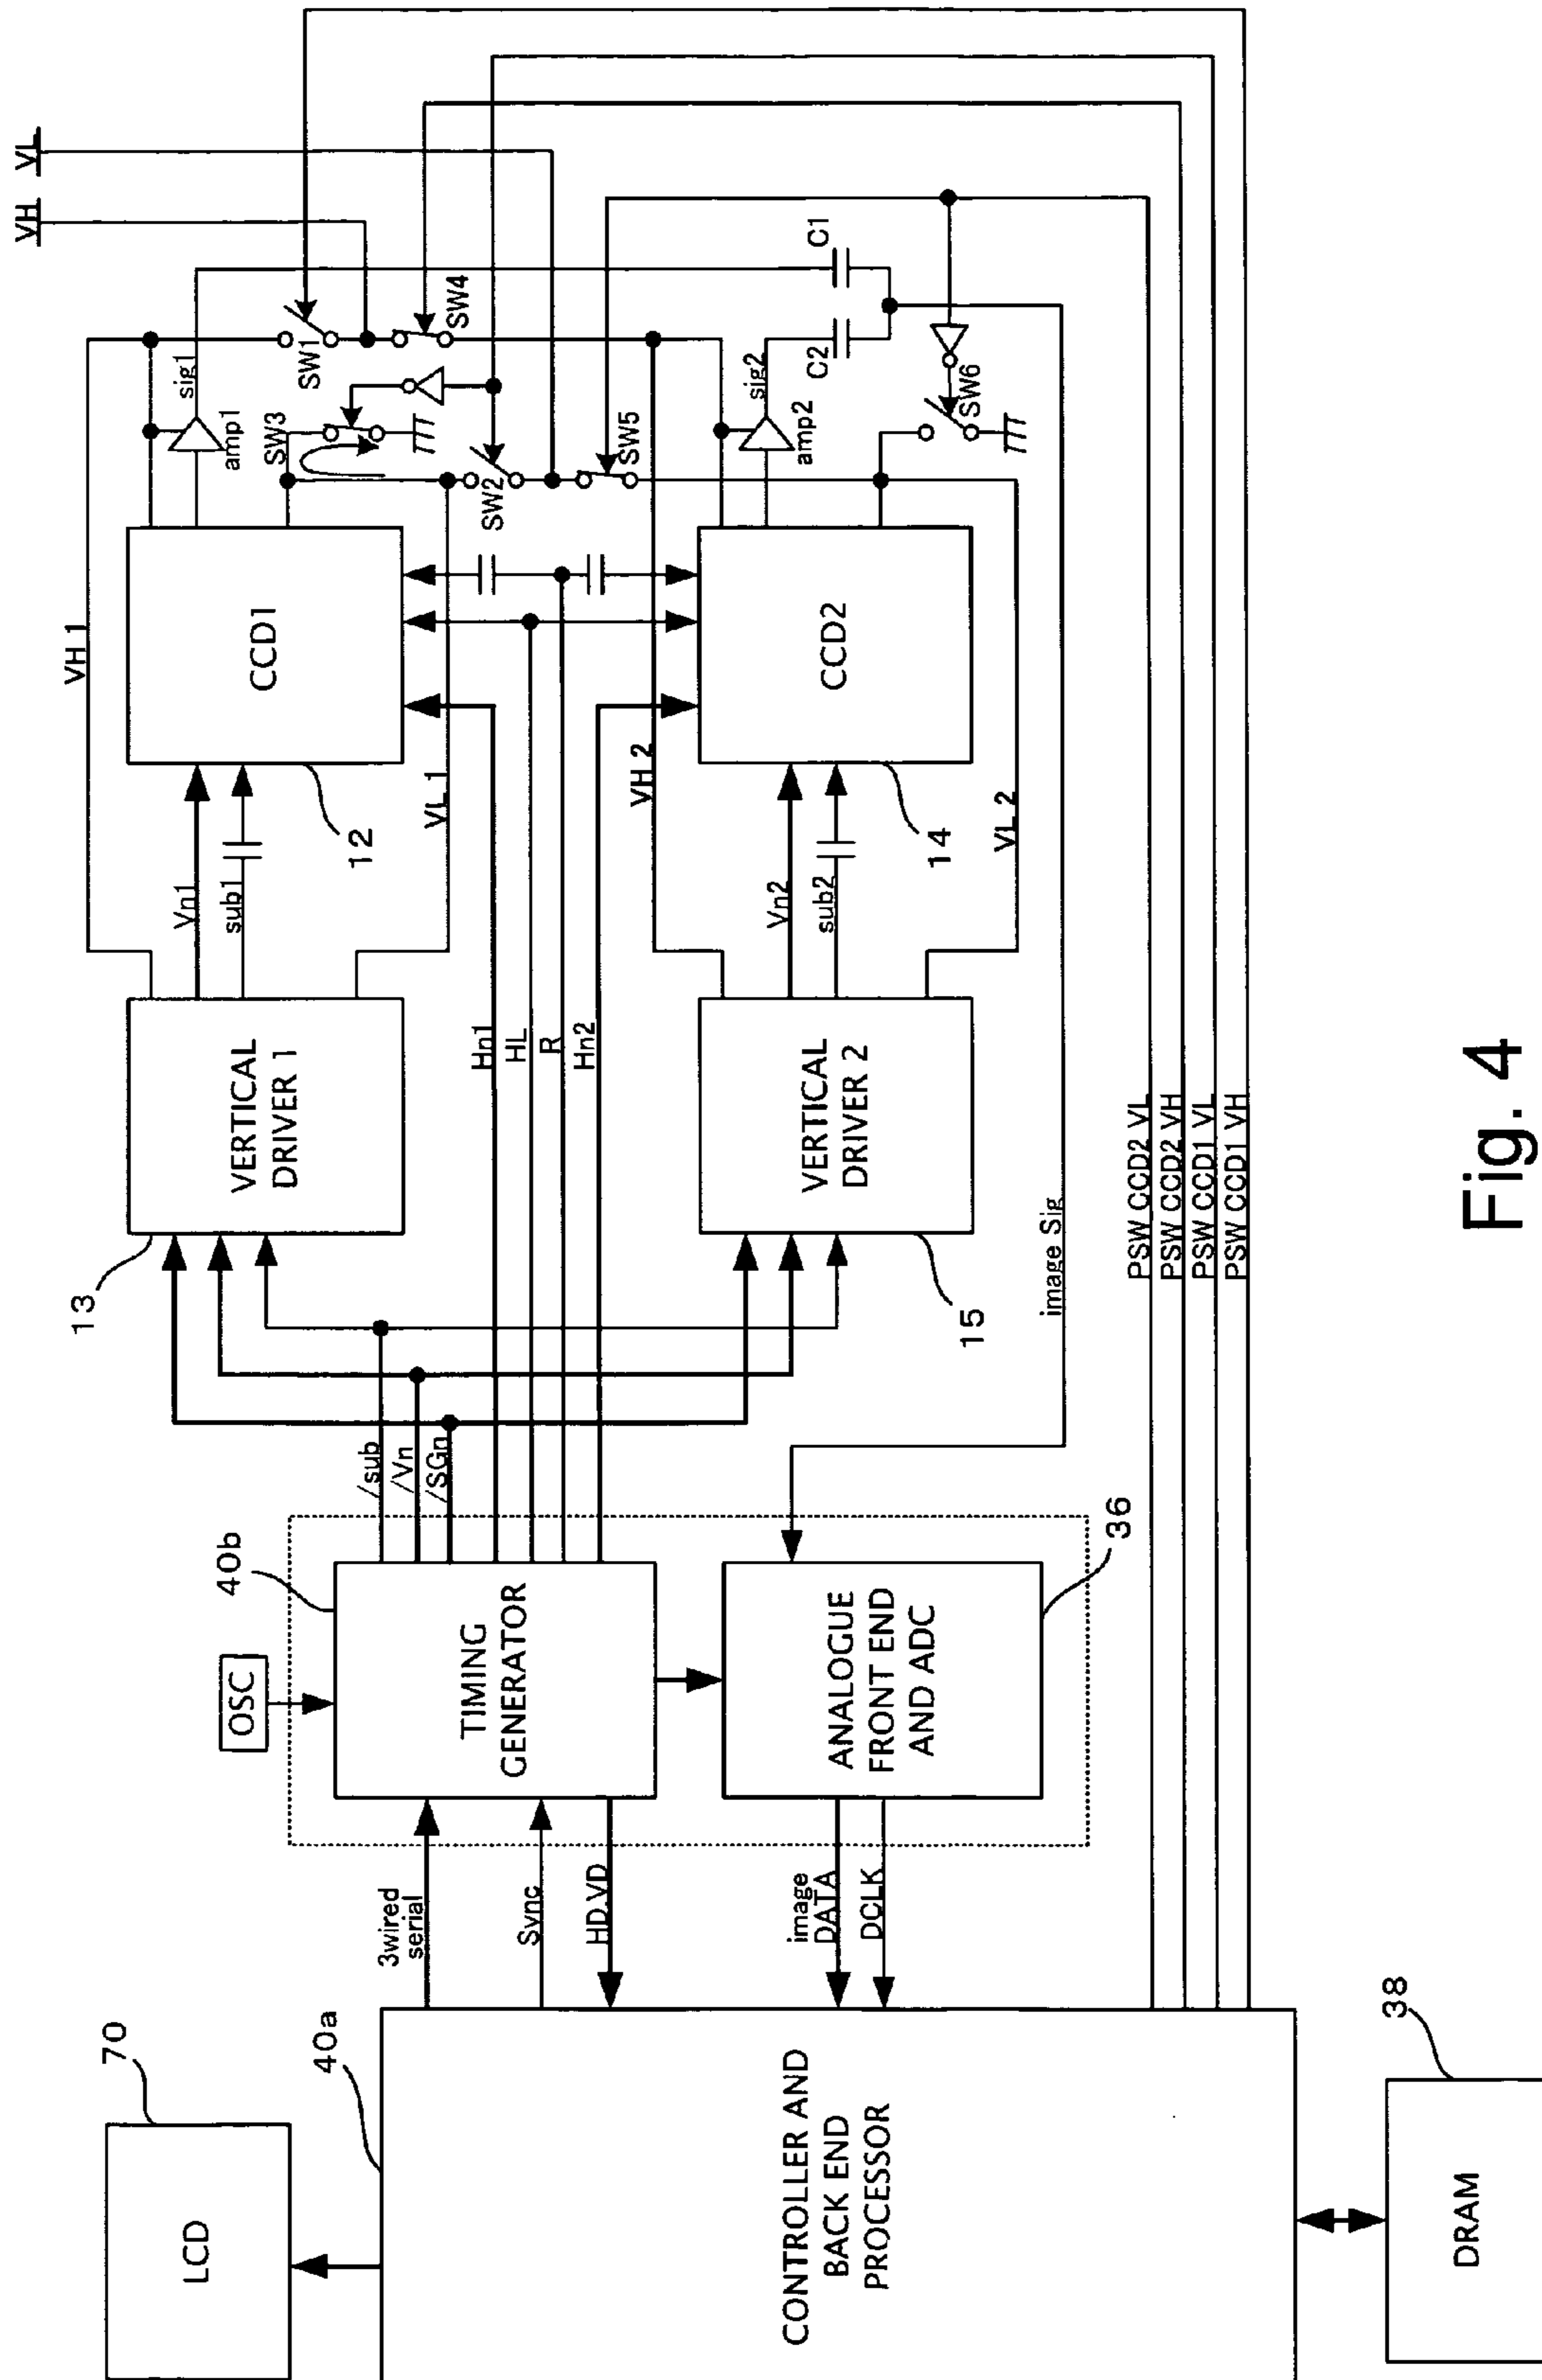 70
LCD
40a
CONTROLLER AND
BACK END
PROCESSOR
38
DRAM
3wired
serial
Sync
HD,VD
image
DATA
DCLK
OSC
40b
TIMING
GENERATOR
ANALOGUE
FRONT END
AND ADC
36
/sub
/Vn
/SGn
13
VERTICAL
DRIVER 1
Hn1
HL
R
Hn2
VERTICAL
DRIVER 2
15
image Sig
PSW CCD2 VL
PSW CCD2 VH
PSW CCD1 VL
PSW CCD1 VH
VH 1
Vn1
sub1
12
VL 1
VH 2
Vn2
sub2
14
VL 2
CCD1
CCD2
amp1
sig1
SW3
SW1
SW4
SW2
SW5
amp2
sig2
C2
C1
SW6
VH
VL
Fig. 4